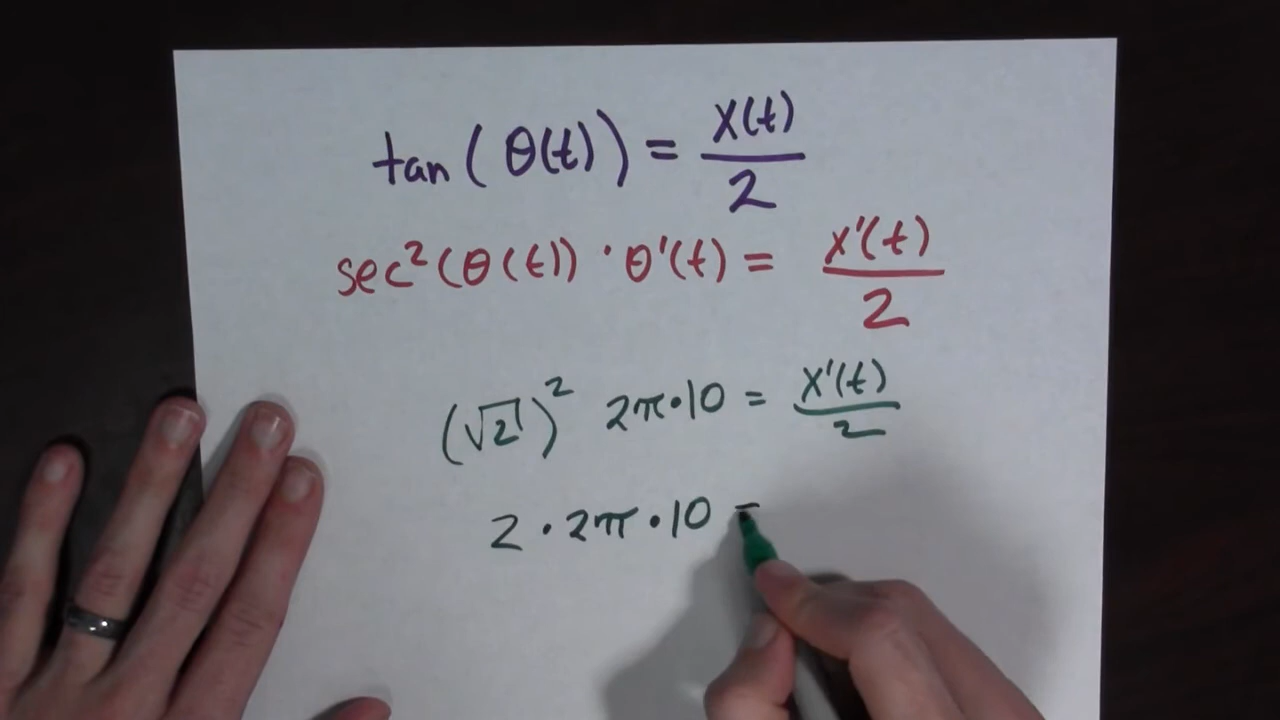 tan(θ(t)) = x(t)/2
sec²(θ(t)) · θ'(t) = x'(t)/2
(√2)² 2π·10 = x'(t)/2
2 · 2π · 10 =